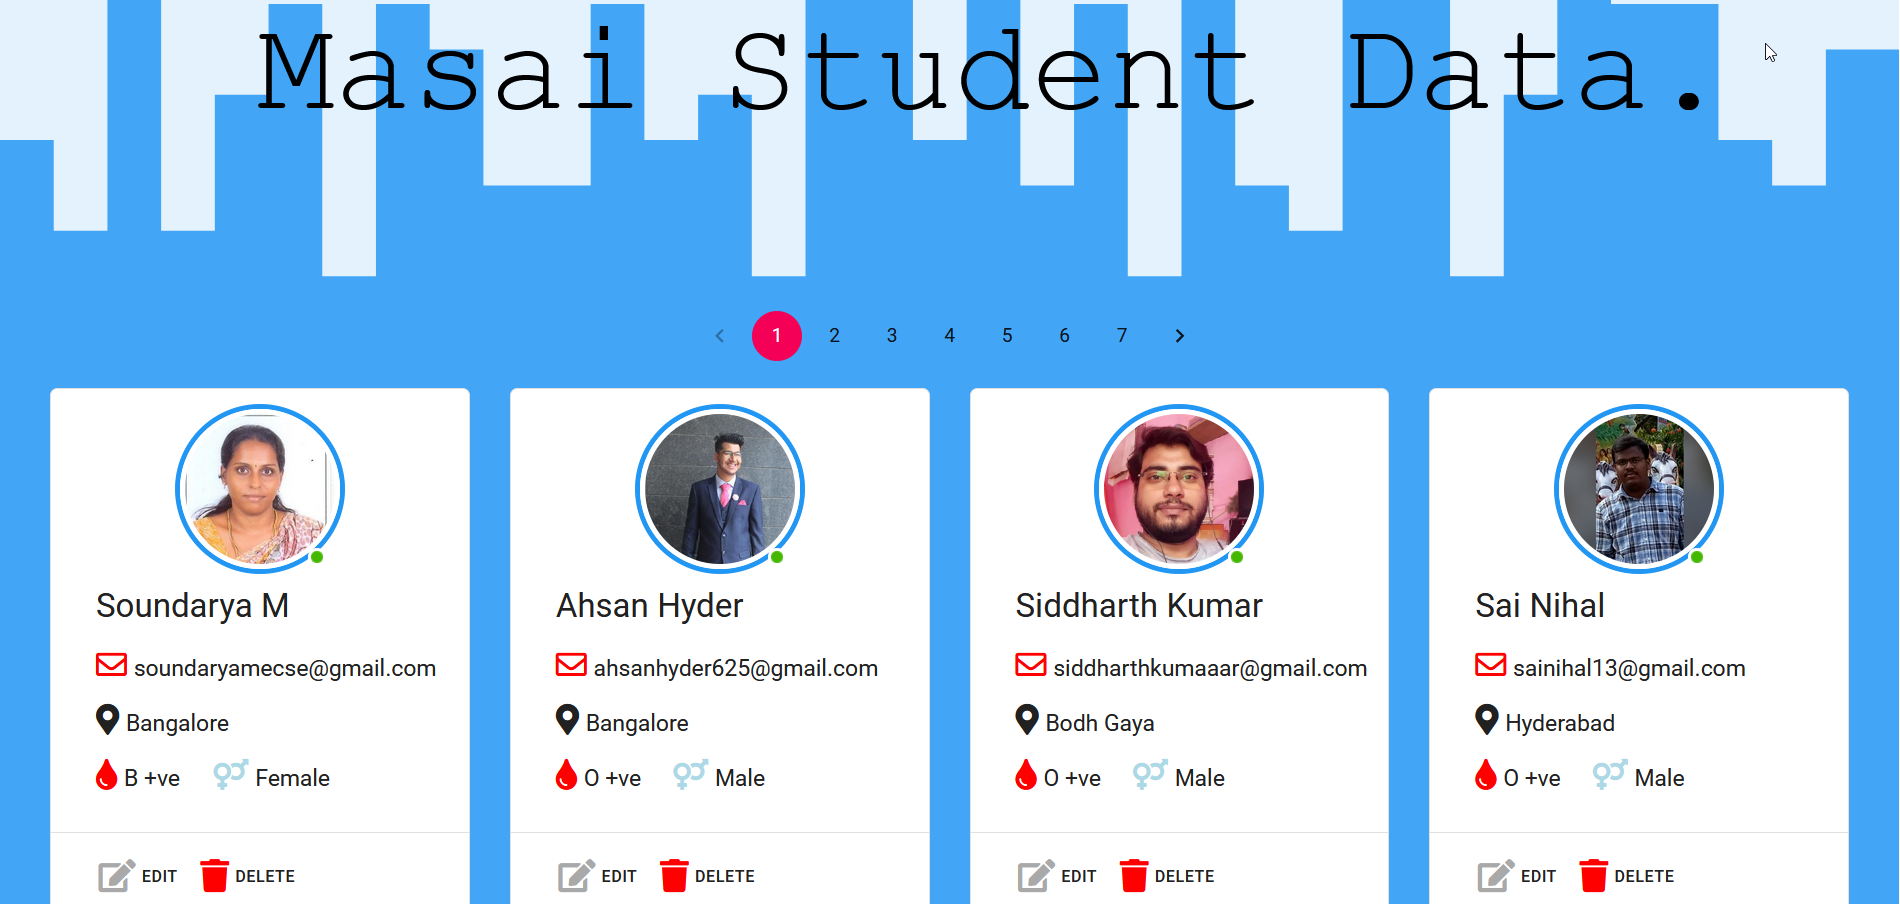 Masai Student Data.
1 2 3 4 5 6 7
Soundarya M
soundaryamecse@gmail.com
Bangalore
B +ve Female
EDIT DELETE
Ahsan Hyder
ahsanhyder625@gmail.com
Bangalore
O +ve Male
EDIT DELETE
Siddharth Kumar
siddharthkumaaar@gmail.com
Bodh Gaya
O +ve Male
EDIT DELETE
Sai Nihal
sainihal13@gmail.com
Hyderabad
O +ve Male
EDIT DELETE